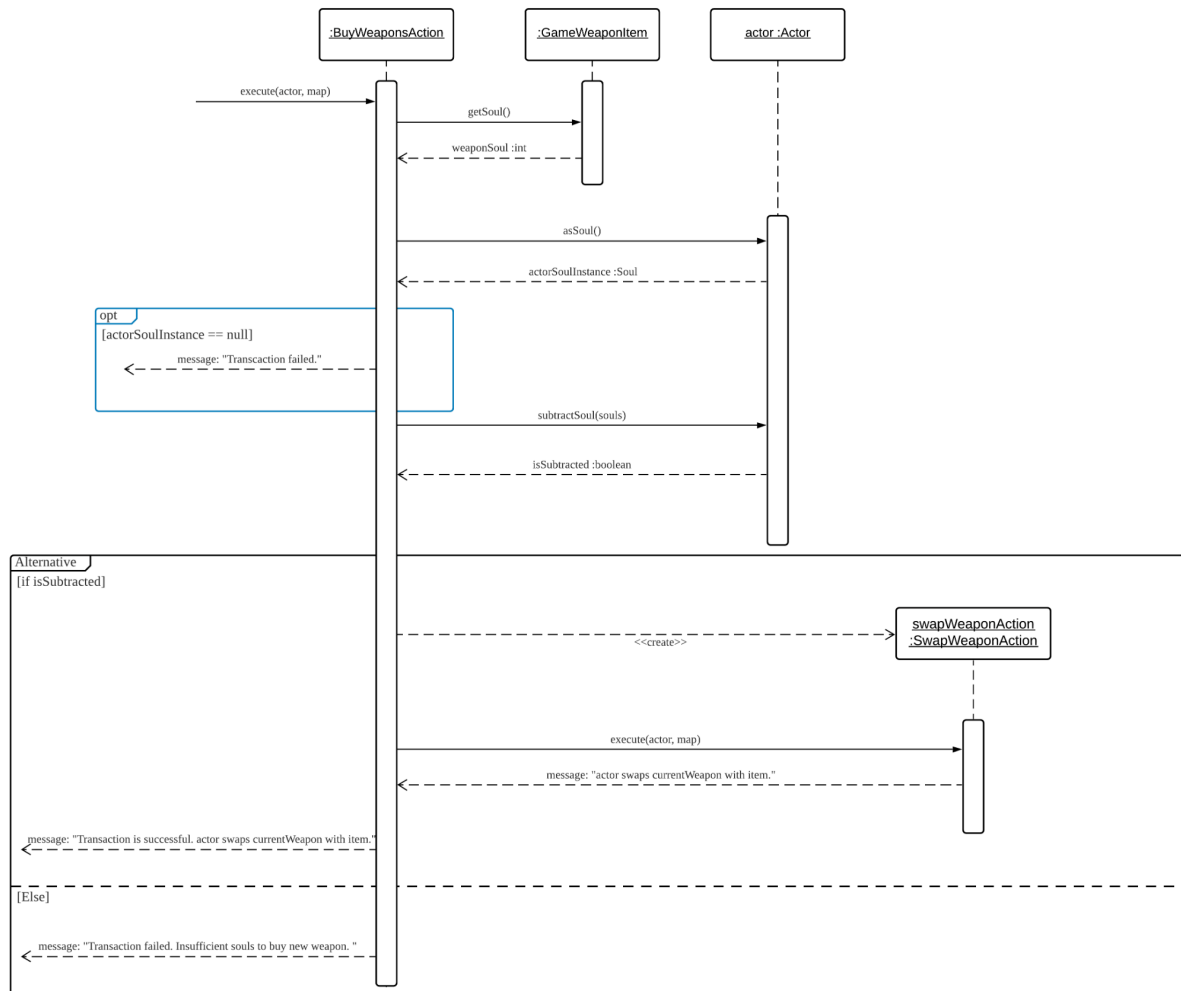 :BuyWeaponsAction
:GameWeaponItem
actor :Actor
execute(actor, map)
getSoul()
weaponSoul :int
asSoul()
actorSoulInstance :Soul
opt
[actorSoulInstance == null]
message: "Transcaction failed."
subtractSoul(souls)
isSubtracted :boolean
Alternative
[if isSubtracted]
swapWeaponAction
:SwapWeaponAction
<<create>>
execute(actor, map)
message: "actor swaps currentWeapon with item."
message: "Transaction is successful. actor swaps currentWeapon with item."
[Else]
message: "Transaction failed. Insufficient souls to buy new weapon. "